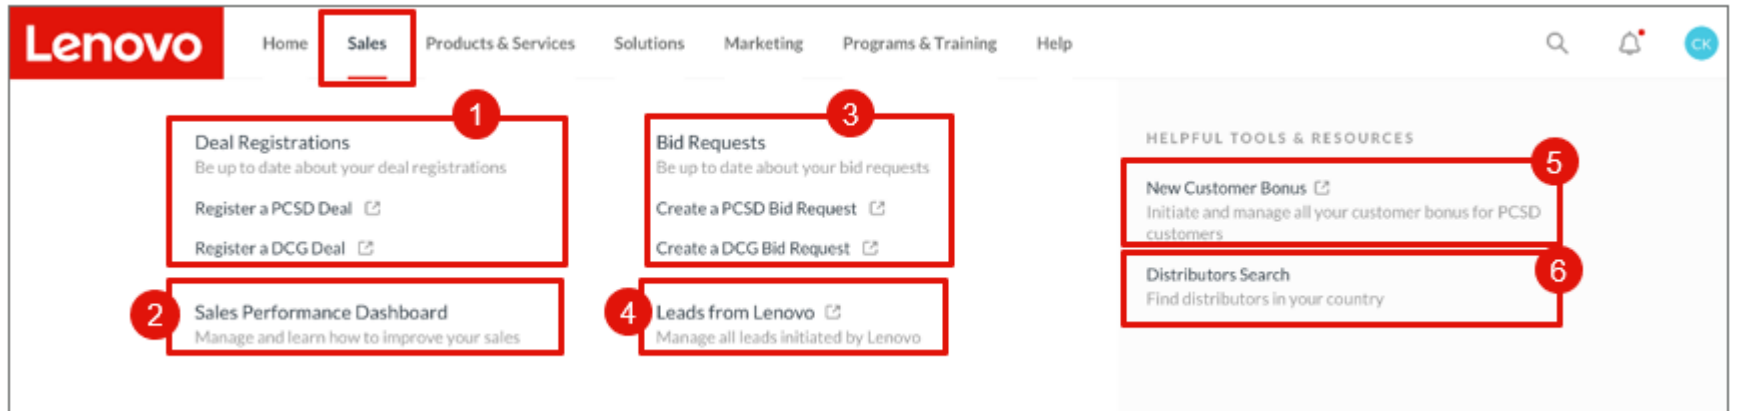 Lenovo
Home Sales Products & Services Solutions Marketing Programs & Training Help
CK
1
Deal Registrations
Be up to date about your deal registrations
Register a PCSD Deal
Register a DCG Deal
2
Sales Performance Dashboard
Manage and learn how to improve your sales
3
Bid Requests
Be up to date about your bid requests
Create a PCSD Bid Request
Create a DCG Bid Request
4
Leads from Lenovo
Manage all leads initiated by Lenovo
HELPFUL TOOLS & RESOURCES
5
New Customer Bonus
Initiate and manage all your customer bonus for PCSD
customers
6
Distributors Search
Find distributors in your country